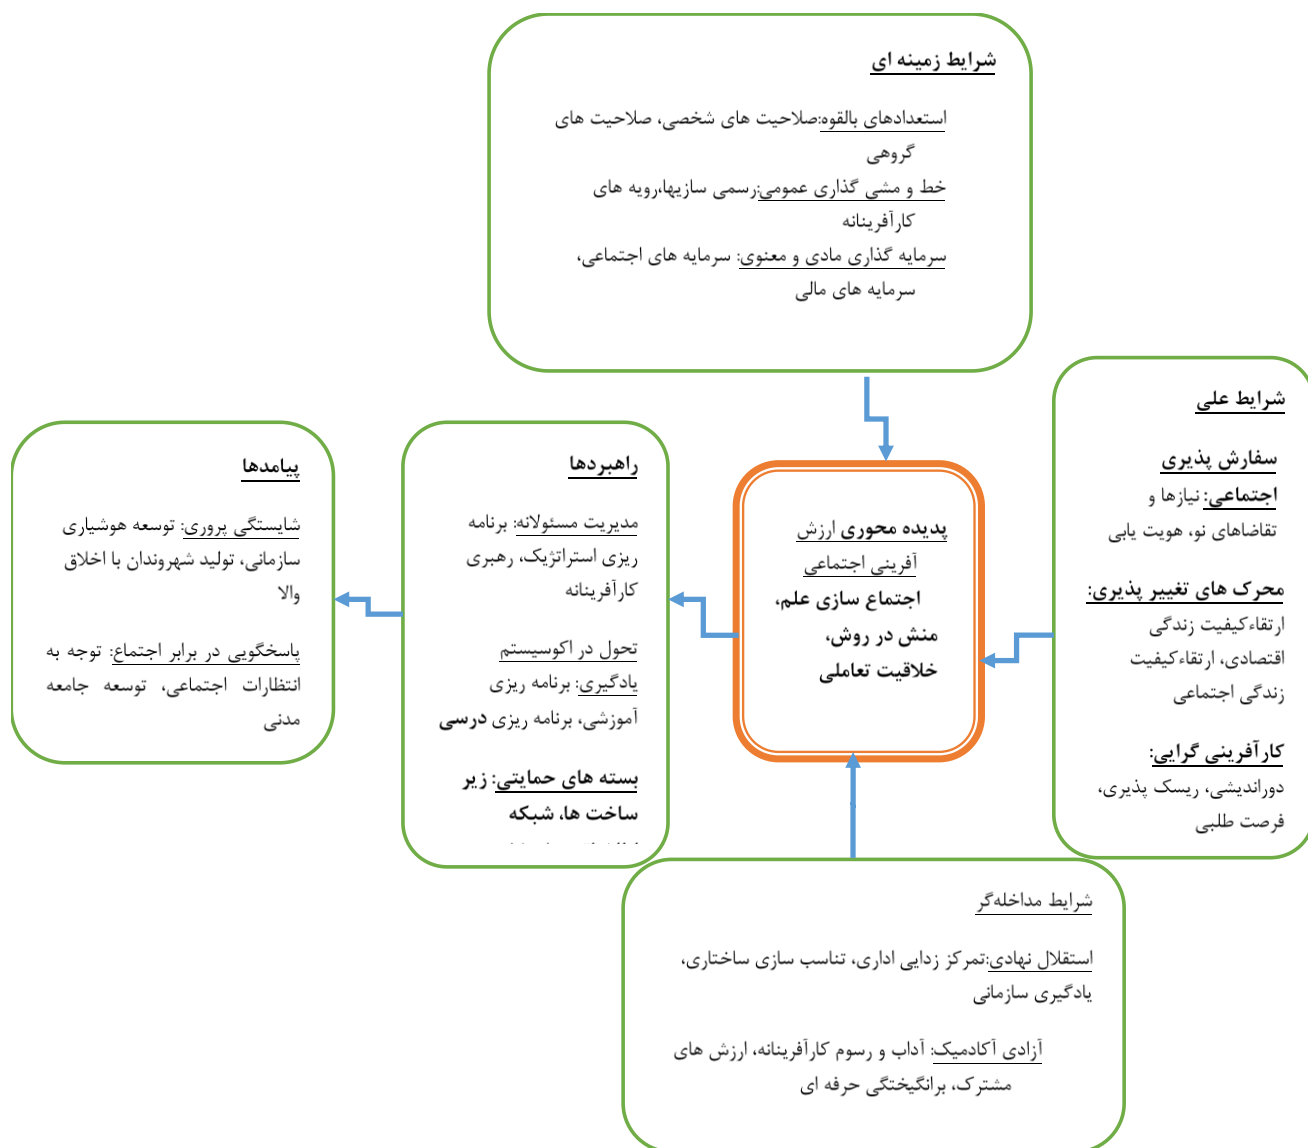 شرایط زمینه ای
استعدادهای بالقوه:صلاحیت های شخصی، صلاحیت های
گروهی
خط و مشی گذاری عمومی:رسمی سازیها،رویه های
کارآفرینانه
سرمایه گذاری مادی و معنوی: سرمایه های اجتماعی،
سرمایه های مالی
شرایط علی
سفارش پذیری
اجتماعی: نیازها و
تقاضاهای نو، هویت یابی
محرک های تغییر پذیری:
ارتقاءکیفیت زندگی
اقتصادی، ارتقاءکیفیت
زندگی اجتماعی
کارآفرینی گرایی:
دوراندیشی، ریسک پذیری،
فرصت طلبی
پدیده محوری ارزش
آفرینی اجتماعی
اجتماع سازی علم،
منش در روش،
خلاقیت تعاملی
راهبردها
مدیریت مسئولانه: برنامه
ریزی استراتژیک، رهبری
کارآفرینانه
تحول در اکوسیستم
یادگیری: برنامه ریزی
آموزشی، برنامه ریزی درسی
بسته های حمایتی: زیر
ساخت ها، شبکه
پیامدها
شایستگی پروری: توسعه هوشیاری
سازمانی، تولید شهروندان با اخلاق
والا
پاسخگویی در برابر اجتماع: توجه به
انتظارات اجتماعی، توسعه جامعه
مدنی
شرایط مداخله‌گر
استقلال نهادی:تمرکز زدایی اداری، تناسب سازی ساختاری،
یادگیری سازمانی
آزادی آکادمیک: آداب و رسوم کارآفرینانه، ارزش های
مشترک، برانگیختگی حرفه ای